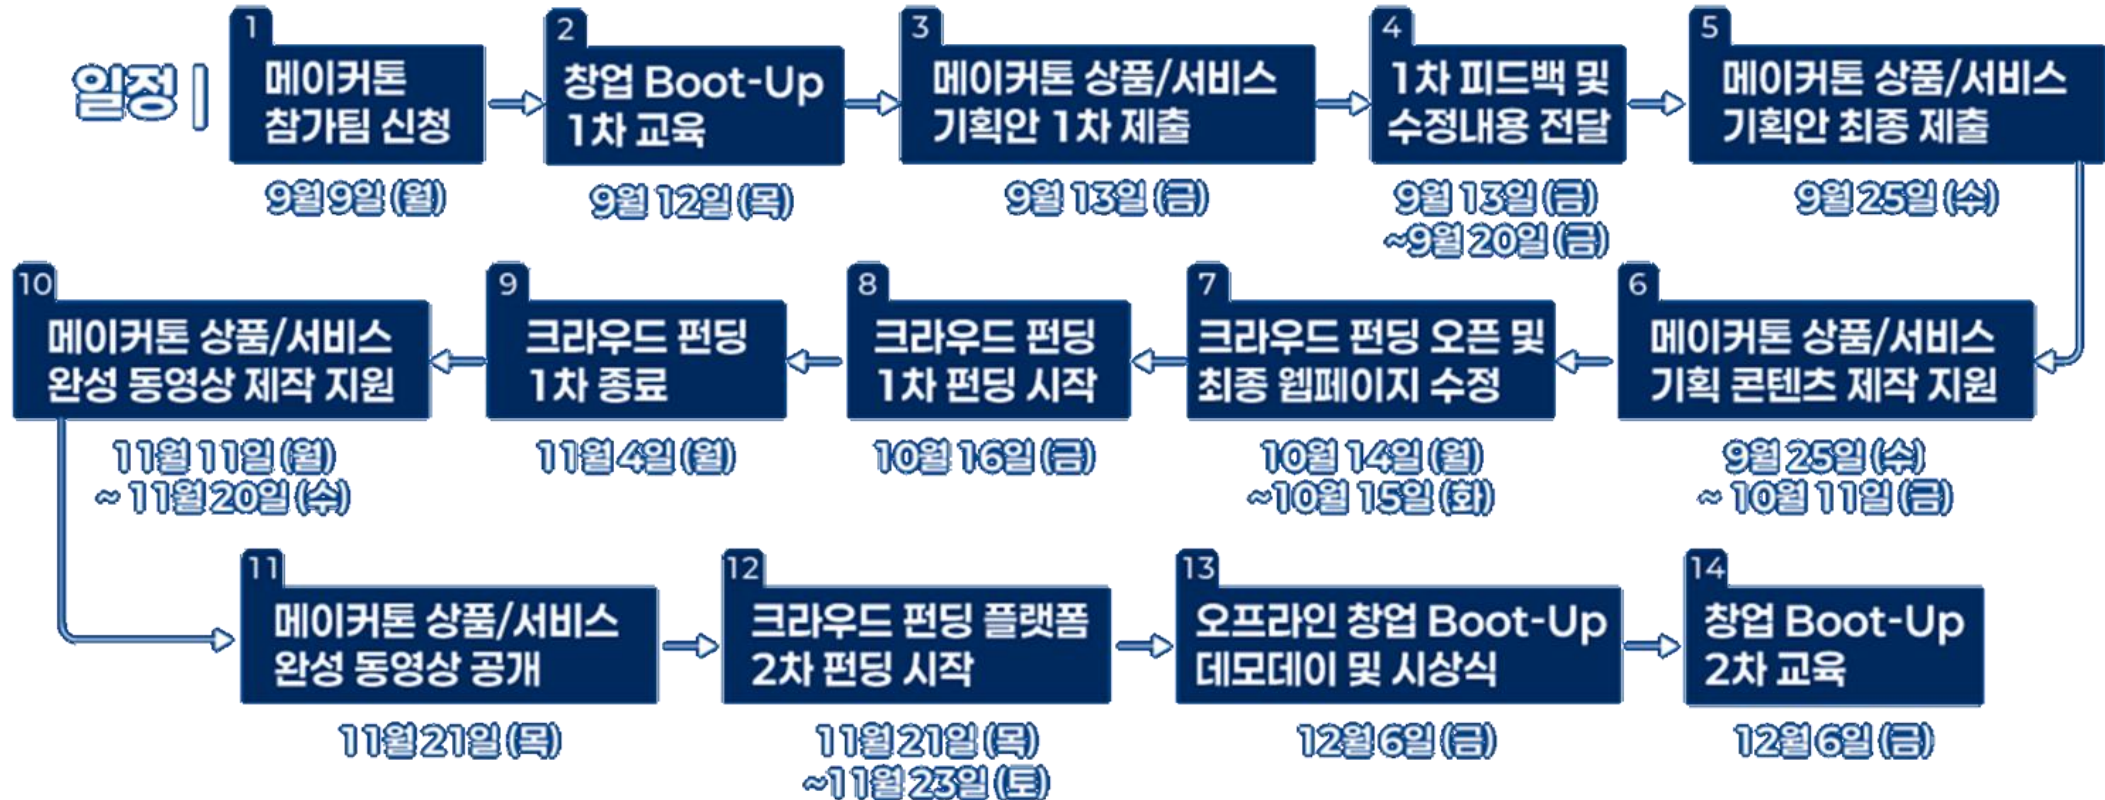 일정 |
1
메이커톤
참가팀 신청
9월 9일 (월)
2
창업 Boot-Up
1차 교육
9월 12일 (목)
3
메이커톤 상품/서비스
기획안 1차 제출
9월 13일 (금)
4
1차 피드백 및
수정내용 전달
9월 13일 (금)
~9월 20일 (금)
5
메이커톤 상품/서비스
기획안 최종 제출
9월 25일 (수)
6
메이커톤 상품/서비스
기획 콘텐츠 제작 지원
9월 25일 (수)
~ 10월 11일 (금)
7
크라우드 펀딩 오픈 및
최종 웹페이지 수정
10월 14일 (월)
~10월 15일 (화)
8
크라우드 펀딩
1차 펀딩 시작
10월 16일 (금)
9
크라우드 펀딩
1차 종료
11월 4일 (월)
10
메이커톤 상품/서비스
완성 동영상 제작 지원
11월 11일 (월)
~ 11월 20일 (수)
11
메이커톤 상품/서비스
완성 동영상 공개
11월 21일 (목)
12
크라우드 펀딩 플랫폼
2차 펀딩 시작
11월 21일 (목)
~11월 23일 (토)
13
오프라인 창업 Boot-Up
데모데이 및 시상식
12월 6일 (금)
14
창업 Boot-Up
2차 교육
12월 6일 (금)